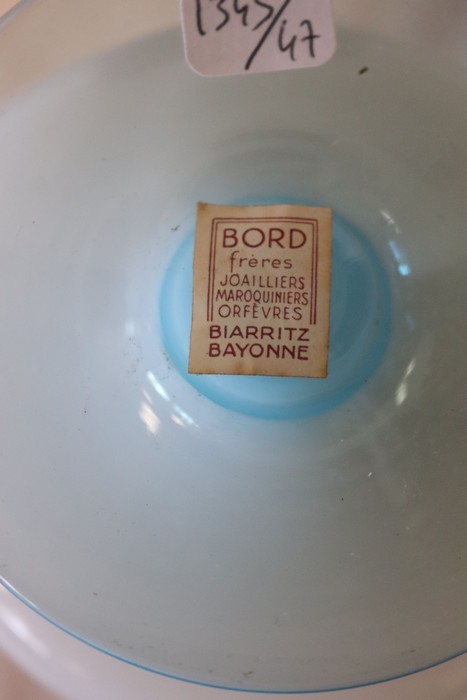 1345/47
BORD
frères
JOAILLIERS
MAROQUINIERS
ORFÈVRES
BIARRITZ
BAYONNE